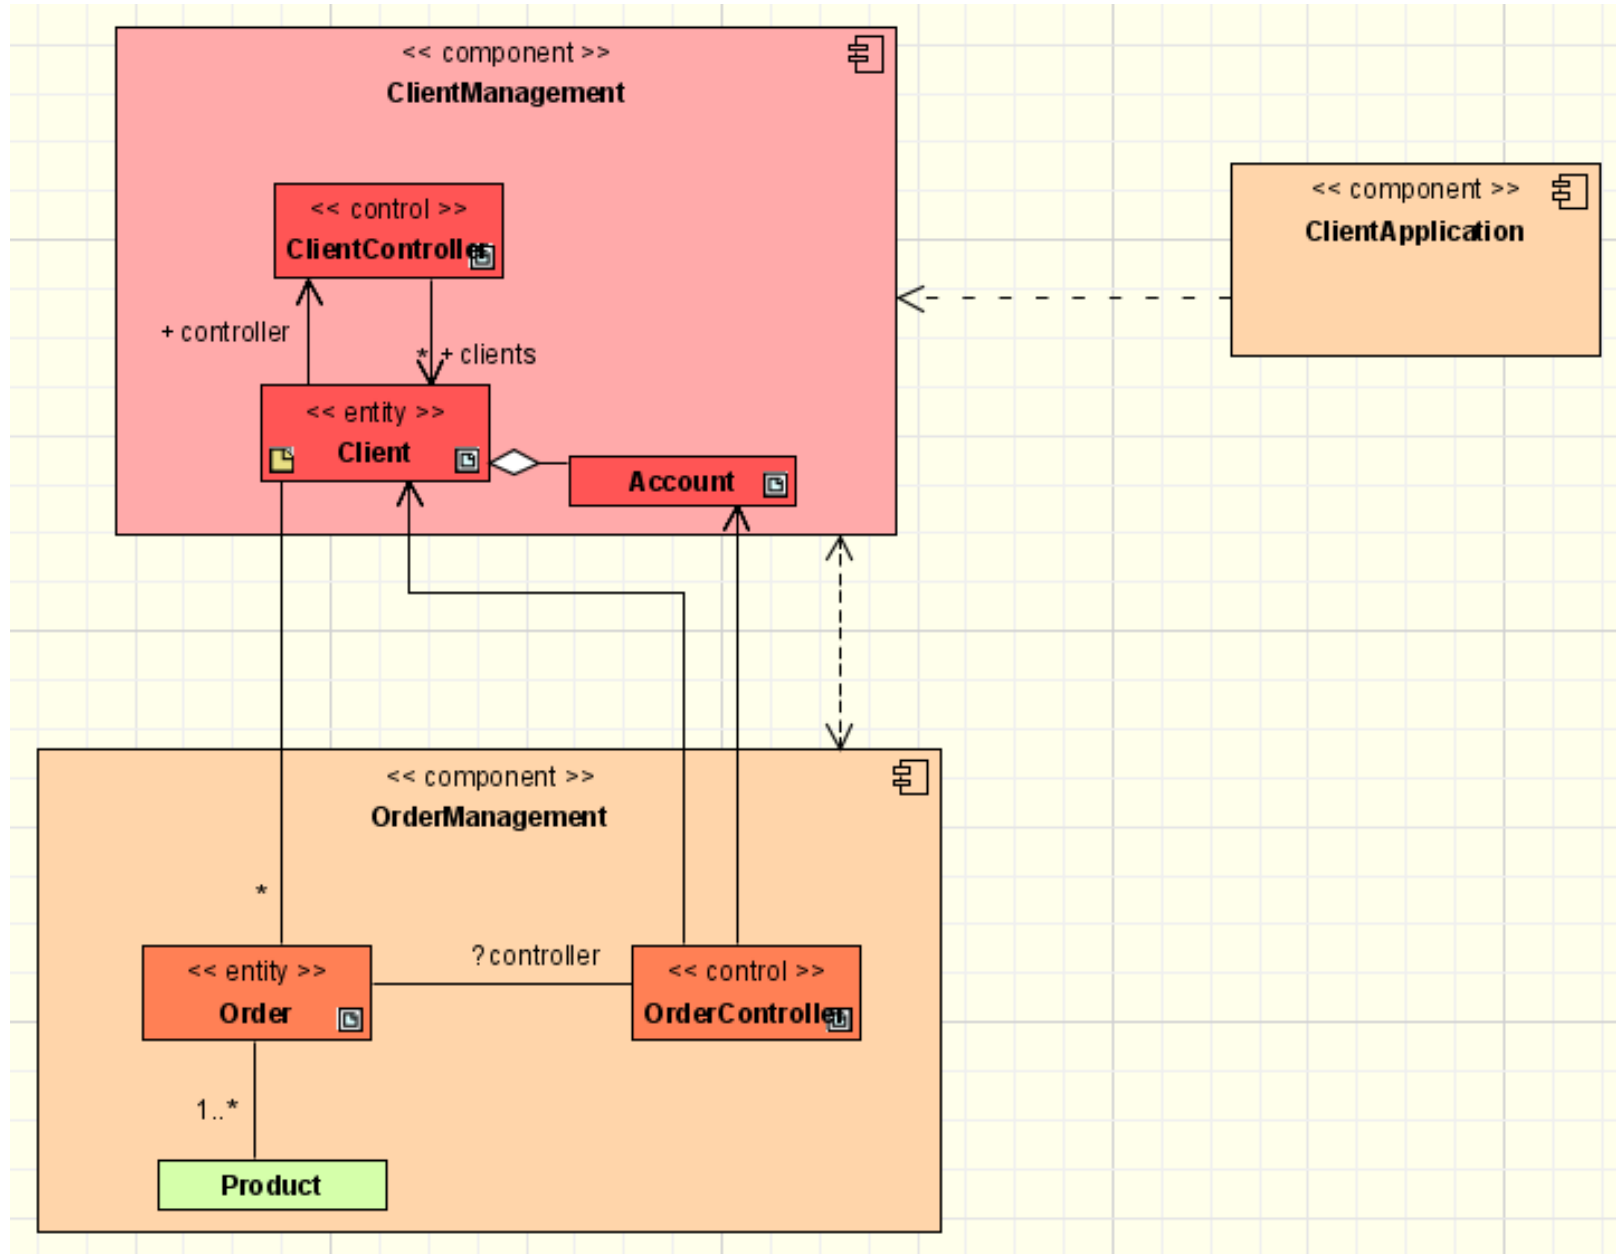 << component >>
ClientManagement
<< control >>
ClientController
+ controller
* + clients
<< entity >>
Client
Account
<< component >>
ClientApplication
<< component >>
OrderManagement
*
<< entity >>
Order
?controller
<< control >>
OrderController
1..*
Product